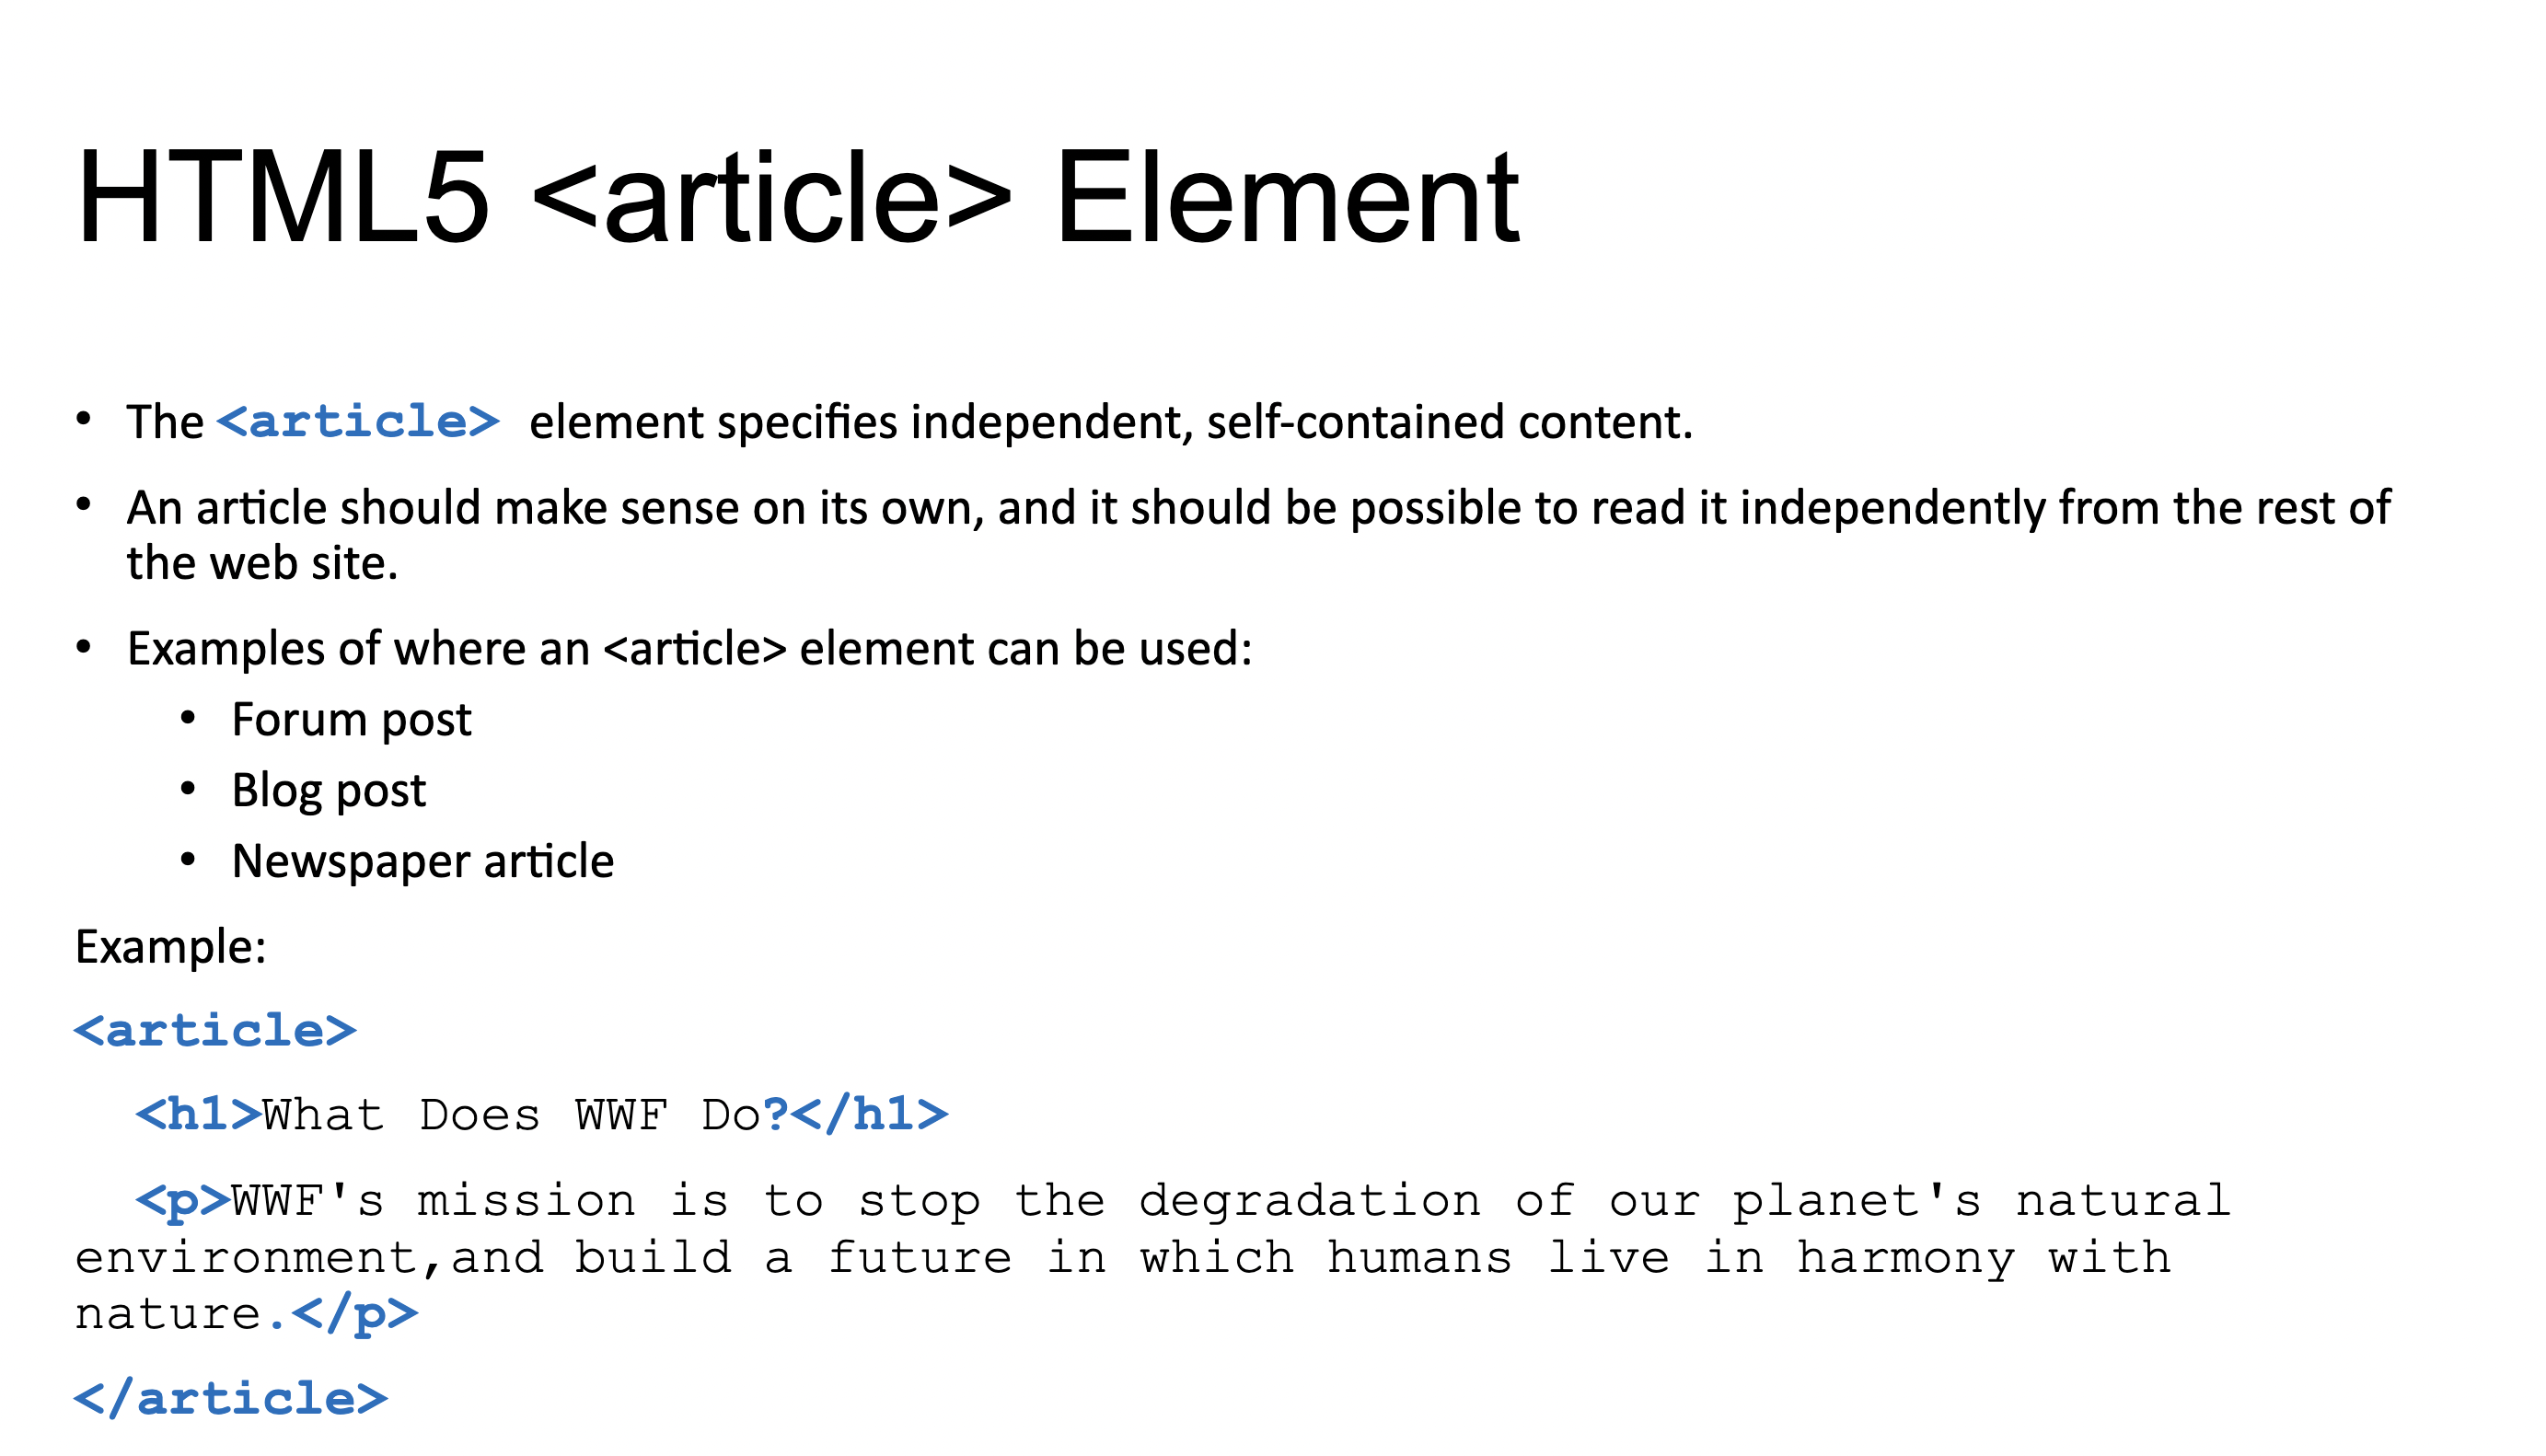 HTML5 <article> Element
• The <article> element specifies independent, self-contained content.
• An article should make sense on its own, and it should be possible to read it independently from the rest of
the web site.
• Examples of where an <article> element can be used:
• Forum post
• Blog post
• Newspaper article
Example:
<article>
<h1>What Does WWF Do?</h1>
<p>WWF's mission is to stop the degradation of our planet's natural
environment,and build a future in which humans live in harmony with
nature.</p>
</article>